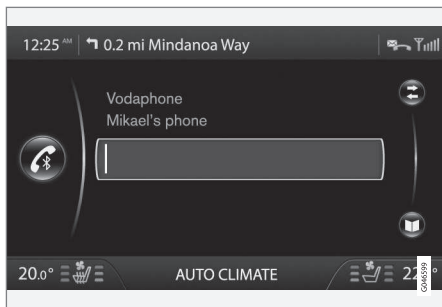 12:25 AM 0.2 mi Mindanoa Way
Vodaphone
Mikael's phone
20.0° AUTO CLIMATE 22 °
G046599